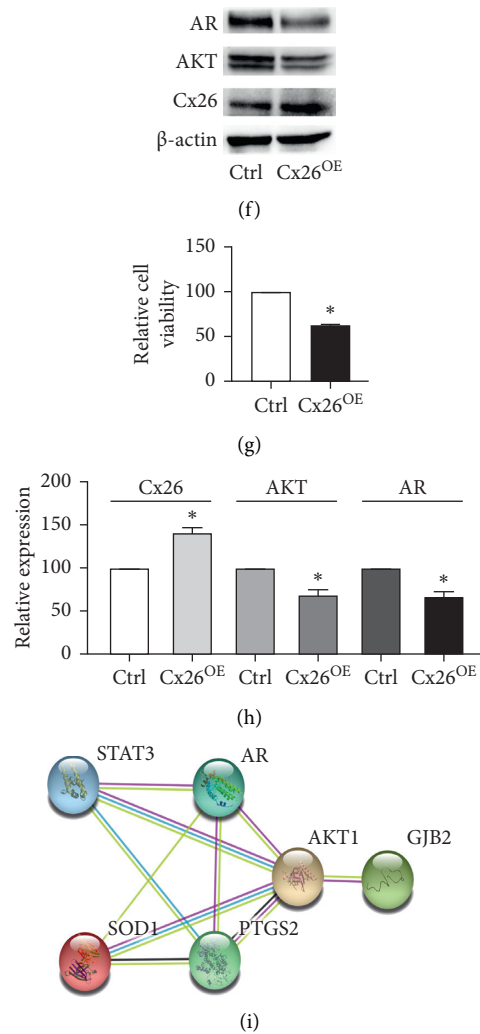 AR
AKT
Cx26
β-actin
Ctrl Cx26OE
(f)
Relative cell
viability
150
100
50
0
*
Ctrl Cx26OE
(g)
Relative expression
200
150
100
50
0
Cx26 AKT AR
* * *
Ctrl Cx26OE Ctrl Cx26OE Ctrl Cx26OE
(h)
STAT3 AR
AKT1 GJB2
SOD1 PTGS2
(i)